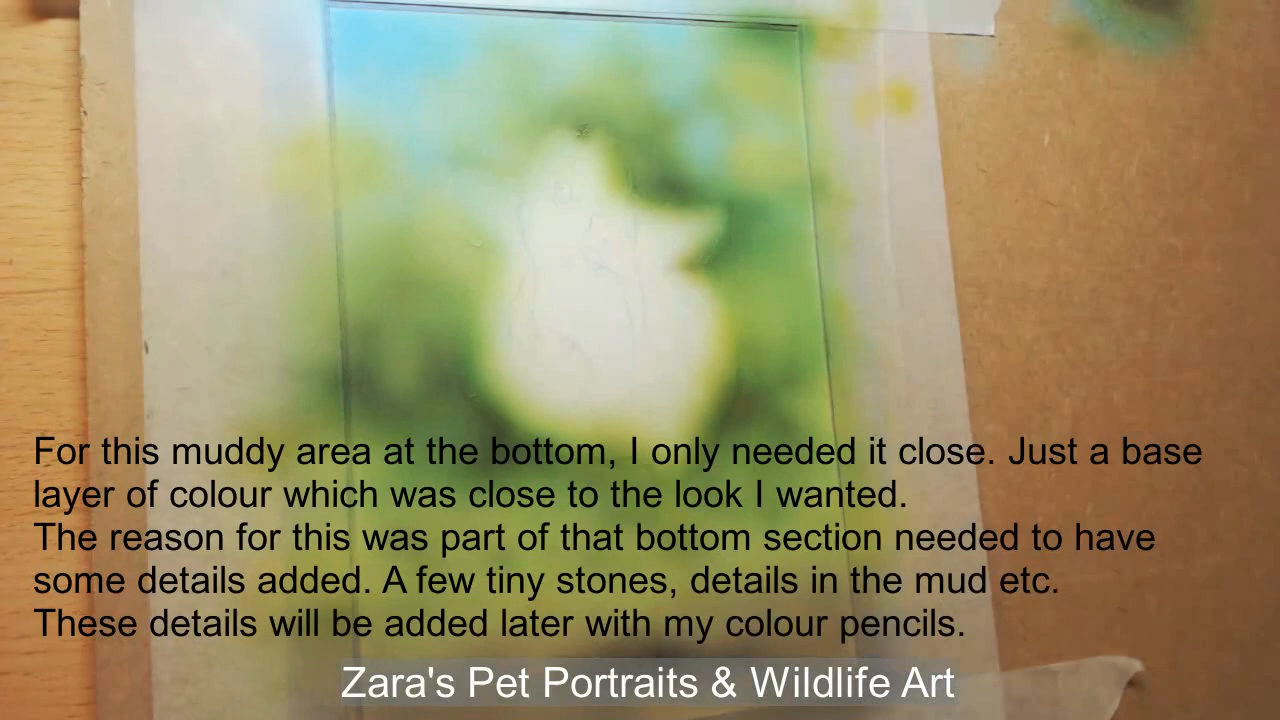 For this muddy area at the bottom, I only needed it close. Just a base
layer of colour which was close to the look I wanted.
The reason for this was part of that bottom section needed to have
some details added. A few tiny stones, details in the mud etc.
These details will be added later with my colour pencils.
Zara's Pet Portraits & Wildlife Art